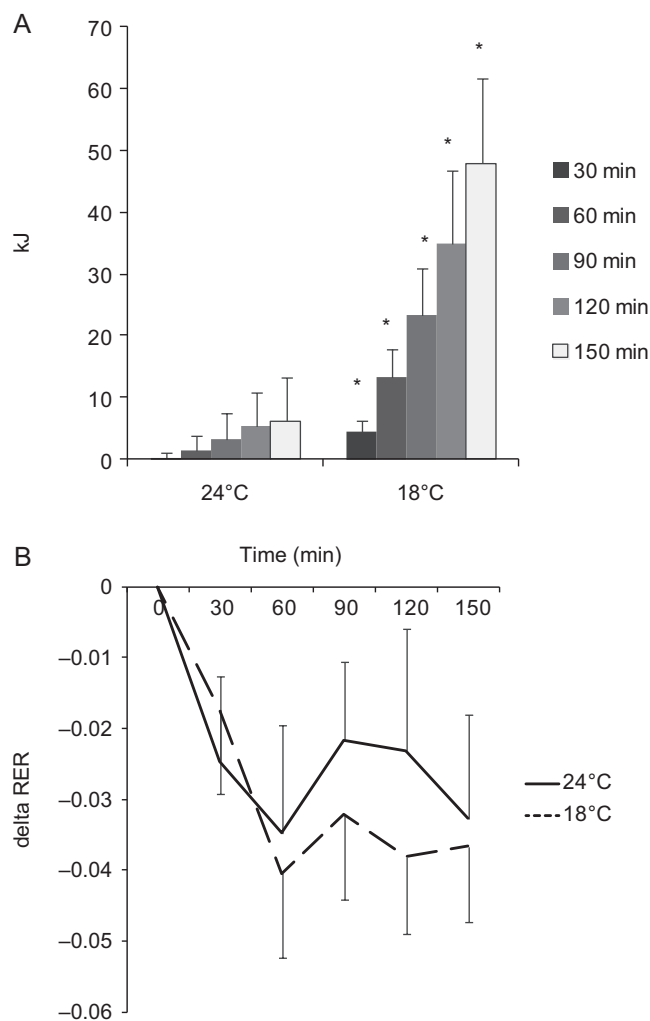 A
70
60
50
40
30
20
10
0
kJ
* * * * *
24°C 18°C
30 min
60 min
90 min
120 min
150 min
B
Time (min)
0 30 60 90 120 150
0
–0.01
–0.02
–0.03
–0.04
–0.05
–0.06
delta RER
24°C
18°C